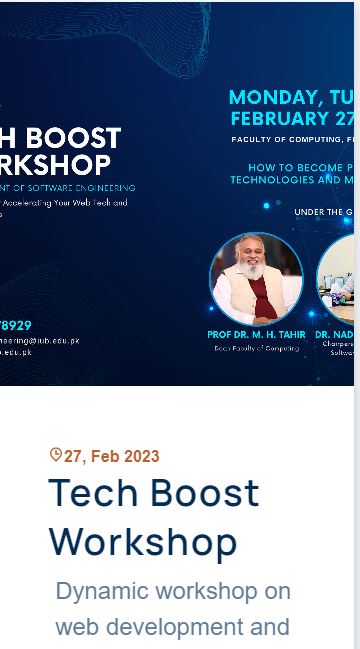 H BOOST
RKSHOP
NT OF SOFTWARE ENGINEERING
Accelerating Your Web Tech and
s
78929
neering@iub.edu.pk
b.edu.pk
MONDAY, TU
FEBRUARY 27
FACULTY OF COMPUTING, F
HOW TO BECOME P
TECHNOLOGIES AND M
UNDER THE G
PROF DR. M. H. TAHIR
Dean Faculty of Computing
DR. NAD
Chairpers
Softwar
27, Feb 2023
Tech Boost
Workshop
Dynamic workshop on
web development and